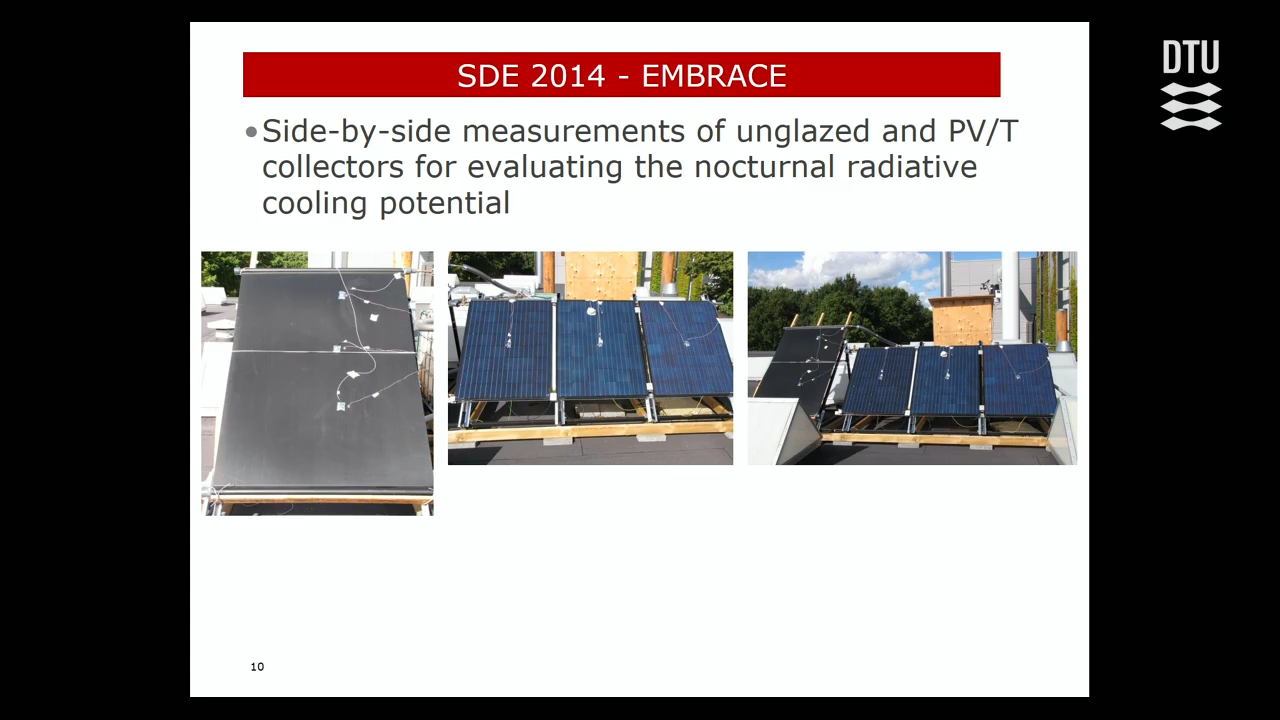 SDE 2014 - EMBRACE
DTU
•Side-by-side measurements of unglazed and PV/T
collectors for evaluating the nocturnal radiative
cooling potential
10